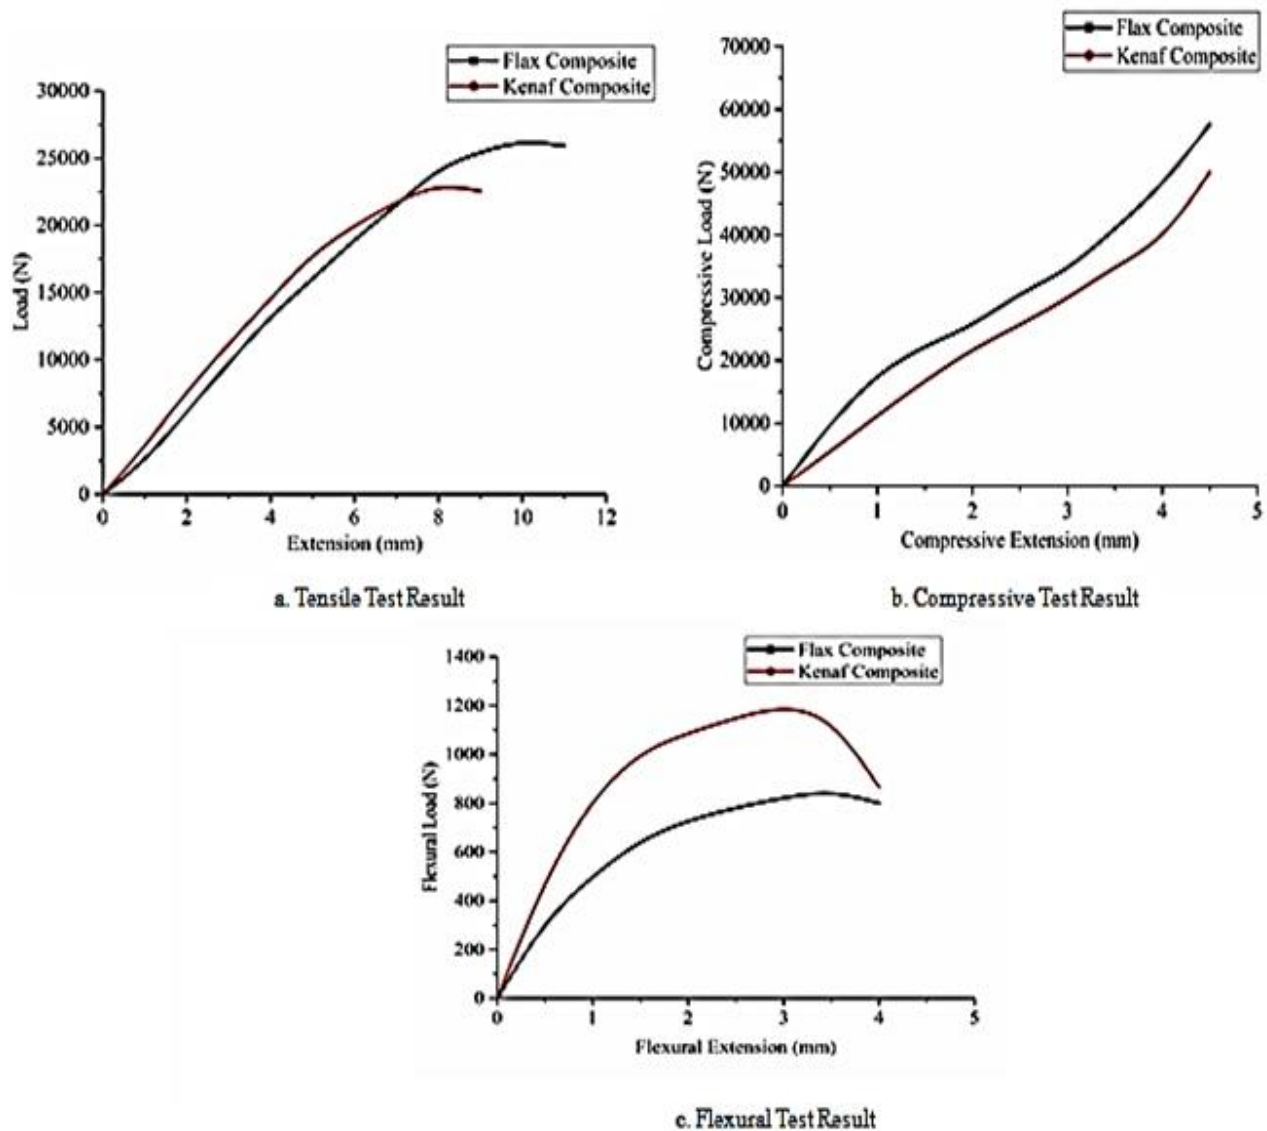 Flax Composite
Kenaf Composite
30000
25000
20000
15000
10000
5000
0
Load (N)
0 2 4 6 8 10 12
Extension (mm)
a. Tensile Test Result
Flax Composite
Kenaf Composite
70000
60000
50000
40000
30000
20000
10000
0
Compressive Load (N)
0 1 2 3 4 5
Compressive Extension (mm)
b. Compressive Test Result
Flax Composite
Kenaf Composite
1400
1200
1000
800
600
400
200
0
Flexural Load (N)
0 1 2 3 4 5
Flexural Extension (mm)
c. Flexural Test Result